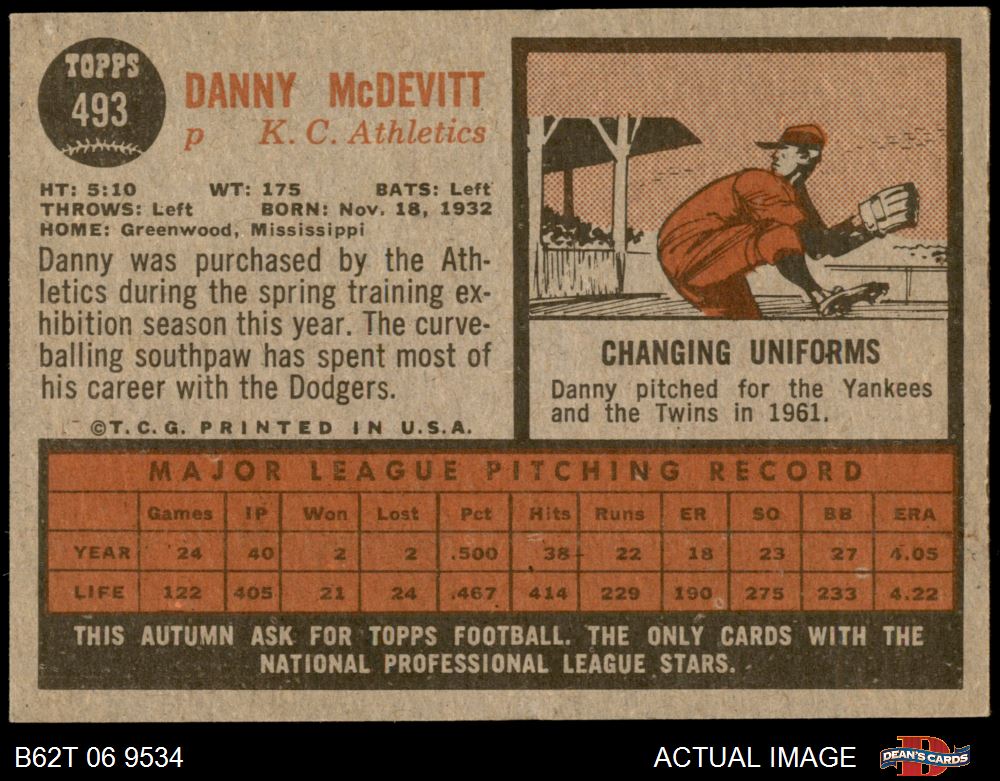 TOPPS
493
DANNY McDEVITT
p K. C. Athletics
HT: 5:10 WT: 175 BATS: Left
THROWS: Left BORN: Nov. 18, 1932
HOME: Greenwood, Mississippi
Danny was purchased by the Ath-
letics during the spring training ex-
hibition season this year. The curve-
balling southpaw has spent most of
his career with the Dodgers.
©T. C. G. PRINTED IN U.S.A.
CHANGING UNIFORMS
Danny pitched for the Yankees
and the Twins in 1961.
MAJOR LEAGUE PITCHING RECORD
Games IP Won Lost Pct Hits Runs ER SO BB ERA
YEAR 24 40 2 2 .500 38 22 18 23 27 4.05
LIFE 122 405 21 24 .467 414 229 190 275 233 4.22
THIS AUTUMN ASK FOR TOPPS FOOTBALL. THE ONLY CARDS WITH THE
NATIONAL PROFESSIONAL LEAGUE STARS.
B62T 06 9534 ACTUAL IMAGE DEAN'S CARDS